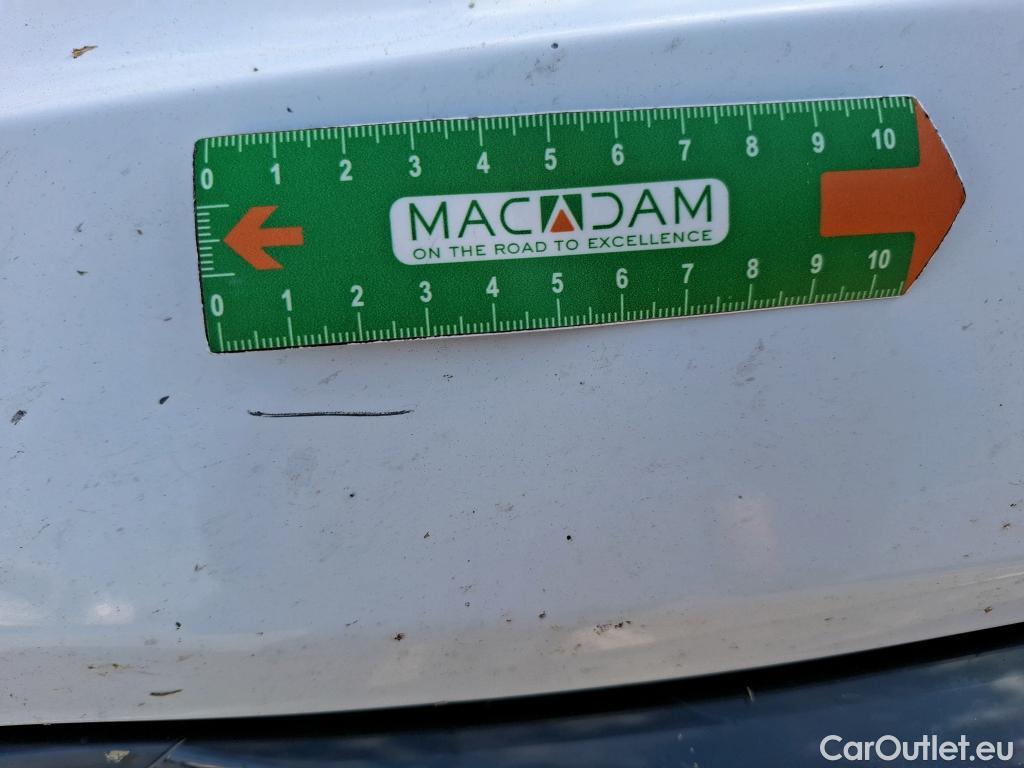 0 1 2 3 4 5 6 7 8 9 10
MACADAM
ON THE ROAD TO EXCELLENCE
0 1 2 3 4 5 6 7 8 9 10
CarOutlet.eu